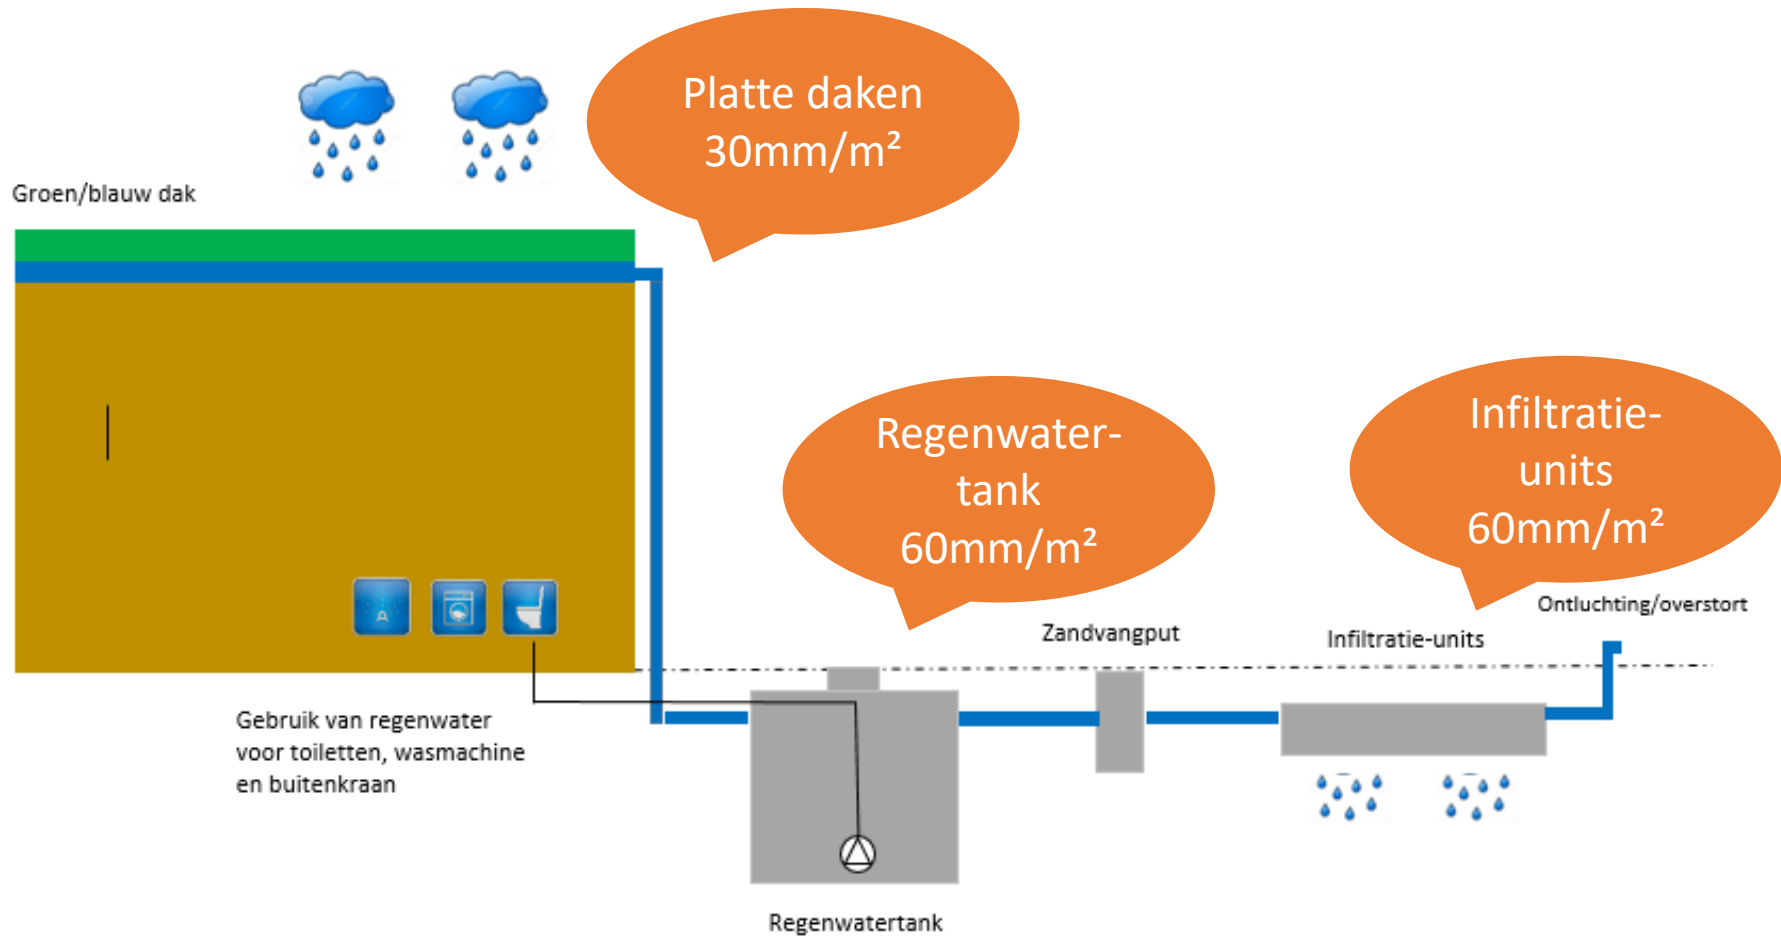 Platte daken
30mm/m²
Groen/blauw dak
Regenwater-
tank
60mm/m²
Infiltratie-
units
60mm/m²
Ontluchting/overstort
Zandvangput
Infiltratie-units
Gebruik van regenwater
voor toiletten, wasmachine
en buitenkraan
Regenwatertank